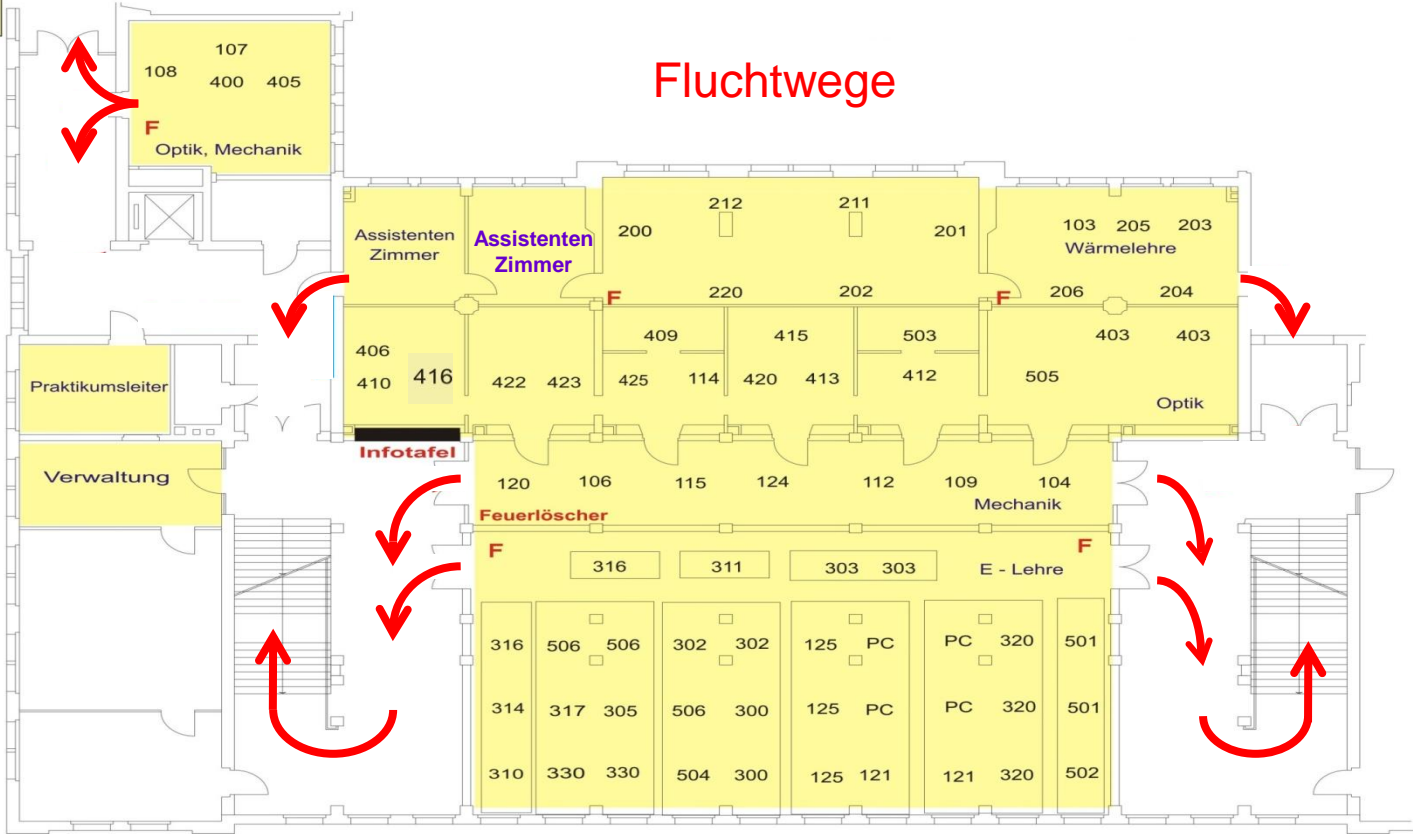 Fluchtwege
107
108 400 405
F
Optik, Mechanik
Assistenten
Zimmer
Assistenten
Zimmer
212 211
200 201
220 202
F
103 205 203
Wärmelehre
F 206 204
406
410 416
422 423
409
425 114
415
420 413
503
412
403 403
505
Optik
Praktikumsleiter
Verwaltung
Infotafel
120 106 115 124 112 109 104
Mechanik
Feuerlöscher
F F
316 311 303 303 E - Lehre
316 506 506 302 302 125 PC PC 320 501
314 317 305 506 300 125 PC PC 320 501
310 330 330 504 300 125 121 121 320 502